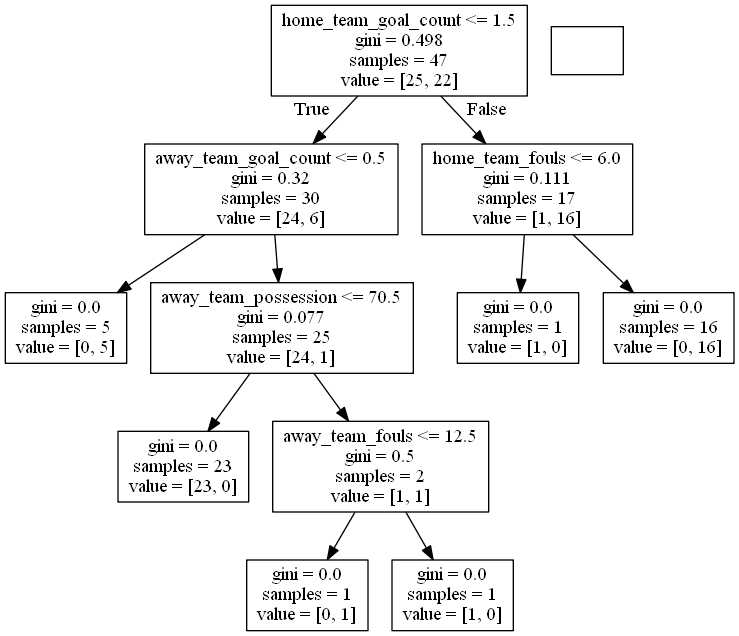 home_team_goal_count <= 1.5
gini = 0.498
samples = 47
value = [25, 22]
True
False
away_team_goal_count <= 0.5
gini = 0.32
samples = 30
value = [24, 6]
home_team_fouls <= 6.0
gini = 0.111
samples = 17
value = [1, 16]
gini = 0.0
samples = 5
value = [0, 5]
away_team_possession <= 70.5
gini = 0.077
samples = 25
value = [24, 1]
gini = 0.0
samples = 1
value = [1, 0]
gini = 0.0
samples = 16
value = [0, 16]
gini = 0.0
samples = 23
value = [23, 0]
away_team_fouls <= 12.5
gini = 0.5
samples = 2
value = [1, 1]
gini = 0.0
samples = 1
value = [0, 1]
gini = 0.0
samples = 1
value = [1, 0]